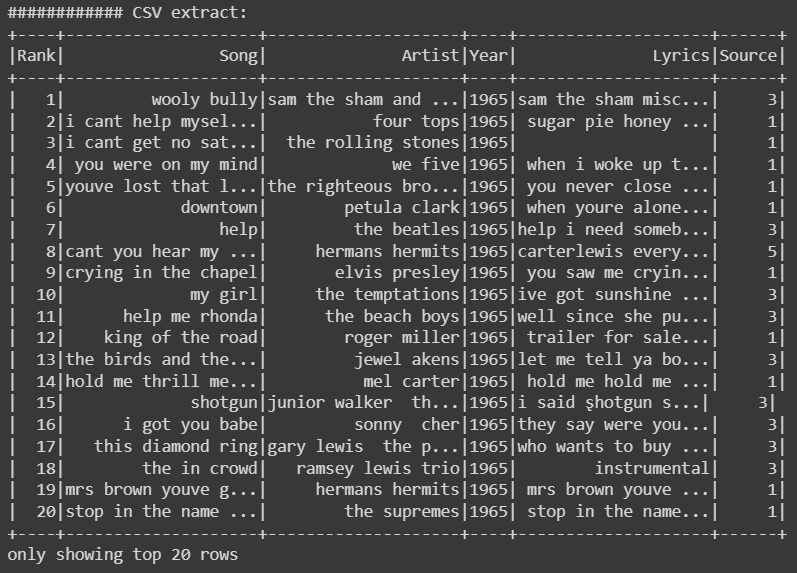 ############ CSV extract:
+----+--------------------+--------------------+----+--------------------+------+
|Rank|                Song|              Artist|Year|              Lyrics|Source|
+----+--------------------+--------------------+----+--------------------+------+
|   1|         wooly bully|sam the sham and ...|1965|sam the sham misc...|     3|
|   2|i cant help mysel...|           four tops|1965| sugar pie honey ...|     1|
|   3|i cant get no sat...|  the rolling stones|1965|                    |     1|
|   4| you were on my mind|             we five|1965| when i woke up t...|     1|
|   5|youve lost that l...|the righteous bro...|1965| you never close ...|     1|
|   6|            downtown|        petula clark|1965| when youre alone...|     1|
|   7|                help|         the beatles|1965|help i need someb...|     3|
|   8|cant you hear my ...|     hermans hermits|1965|carterlewis every...|     5|
|   9|crying in the chapel|       elvis presley|1965| you saw me cryin...|     1|
|  10|             my girl|     the temptations|1965|ive got sunshine ...|     3|
|  11|      help me rhonda|      the beach boys|1965|well since she pu...|     3|
|  12|    king of the road|        roger miller|1965| trailer for sale...|     1|
|  13|the birds and the...|         jewel akens|1965|let me tell ya bo...|     3|
|  14|hold me thrill me...|          mel carter|1965| hold me hold me ...|     1|
|  15|             shotgun|junior walker  th...|1965|i said şhotgun s...|     3|
|  16|      i got you babe|         sonny  cher|1965|they say were you...|     3|
|  17|   this diamond ring|gary lewis  the p...|1965|who wants to buy ...|     3|
|  18|        the in crowd|   ramsey lewis trio|1965|        instrumental|     3|
|  19|mrs brown youve g...|     hermans hermits|1965| mrs brown youve ...|     1|
|  20|stop in the name ...|        the supremes|1965| stop in the name...|     1|
+----+--------------------+--------------------+----+--------------------+------+
only showing top 20 rows